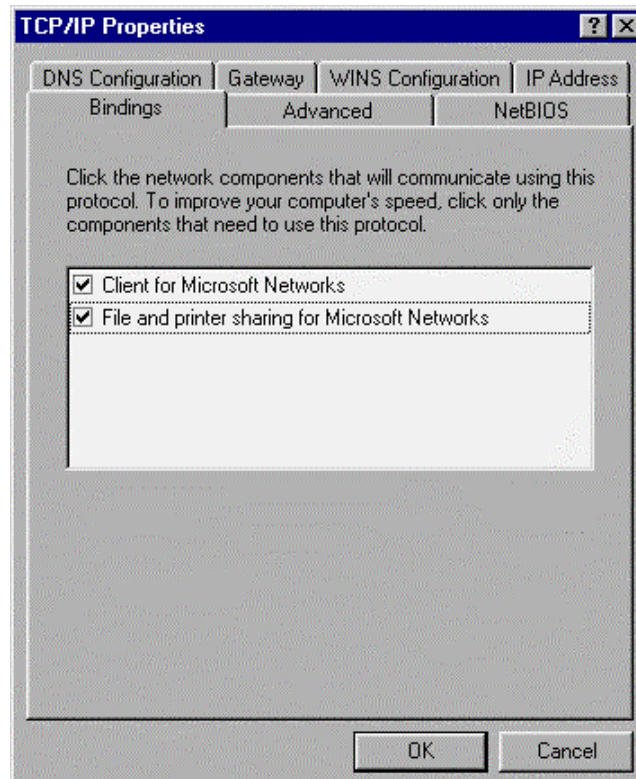 TCP/IP Properties
DNS Configuration Gateway WINS Configuration IP Address
Bindings Advanced NetBIOS
Click the network components that will communicate using this
protocol. To improve your computer's speed, click only the
components that need to use this protocol.
Client for Microsoft Networks
File and printer sharing for Microsoft Networks
OK Cancel